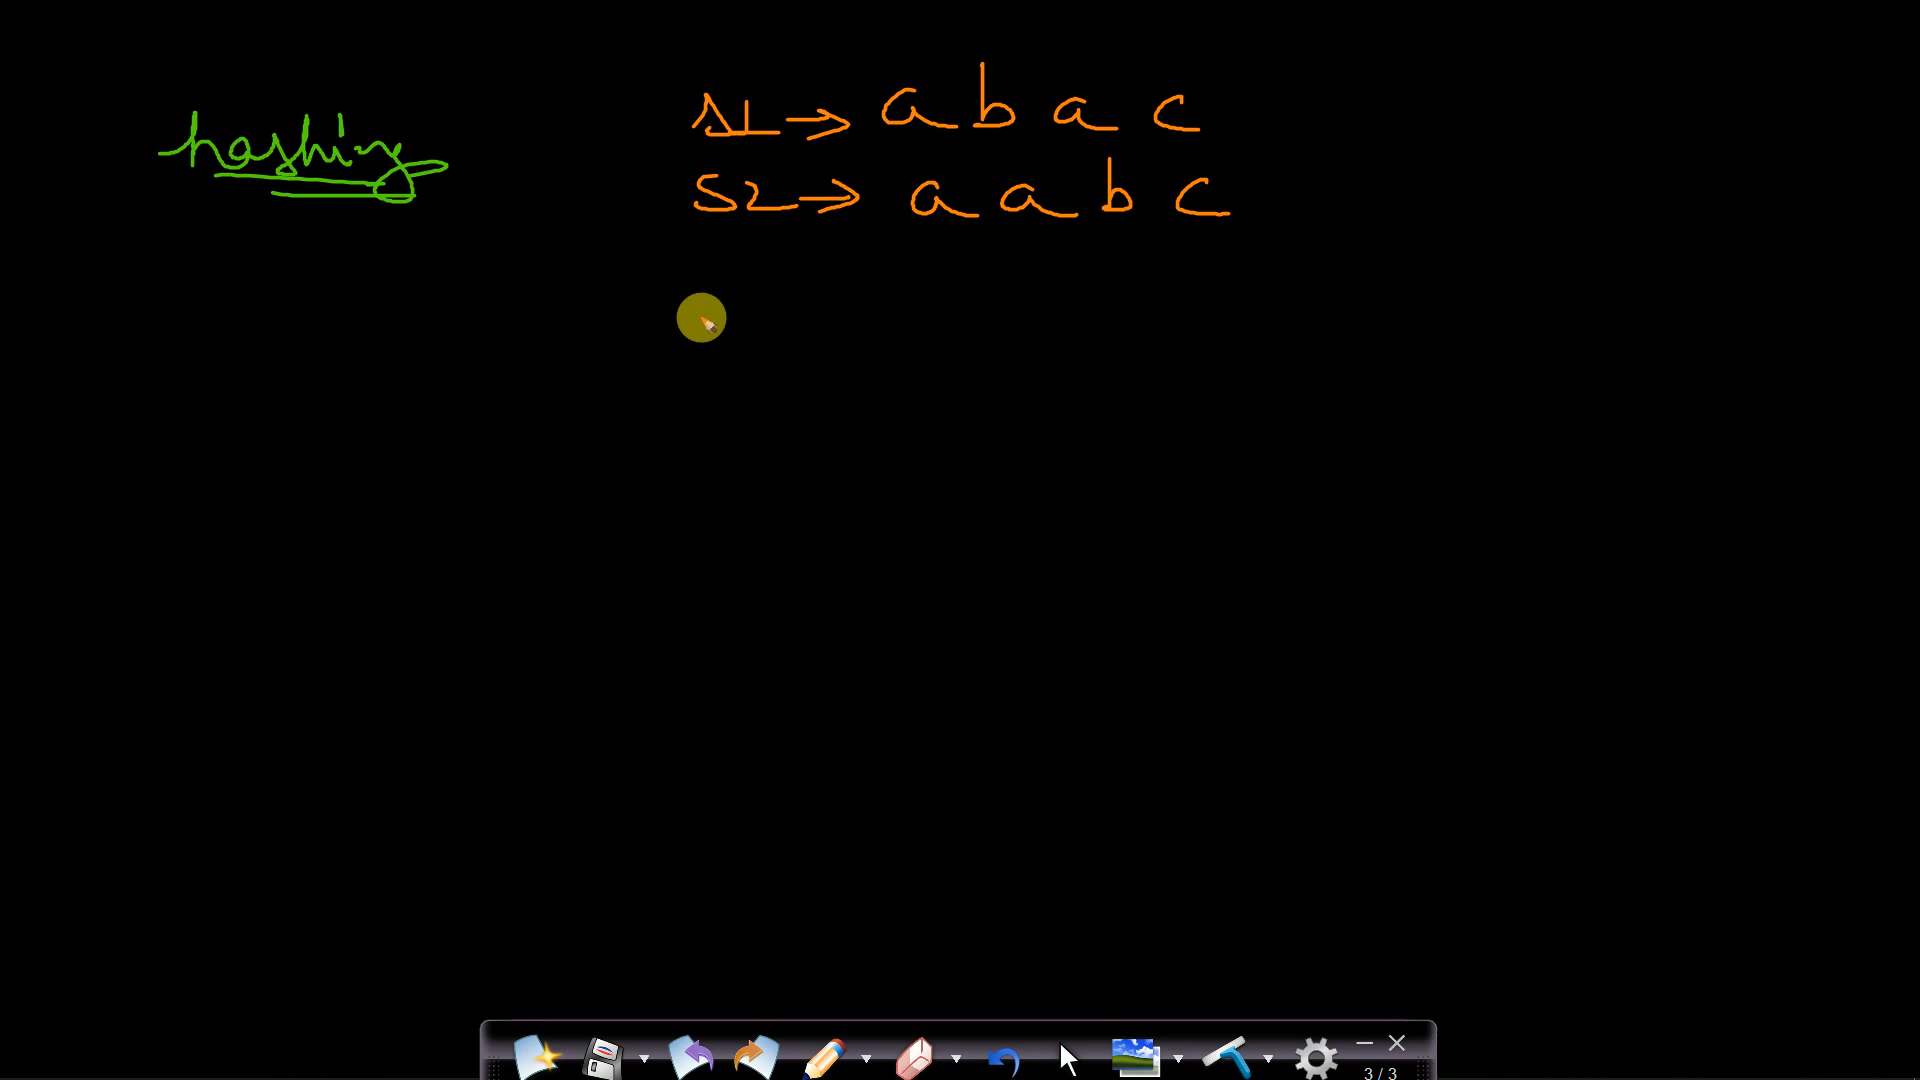 hashing
S1 → a b a c
S2 → a a b c
3 / 3